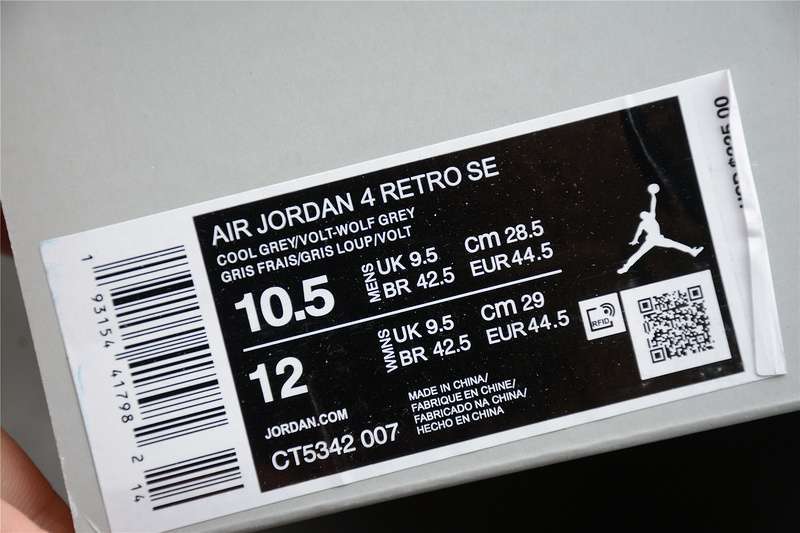 AIR JORDAN 4 RETRO SE
COOL GREY/VOLT-WOLF GREY
GRIS FRAIS/GRIS LOUP/VOLT
10.5
MENS
UK 9.5
cm 28.5
BR 42.5
EUR 44.5
12
WMNS
UK 9.5
cm 29
BR 42.5
EUR 44.5
RFID
JORDAN.COM
CT5342 007
MADE IN CHINA/
FABRIQUE EN CHINE/
FABRICADO NA CHINA/
HECHO EN CHINA
1 93154 41798 2 14